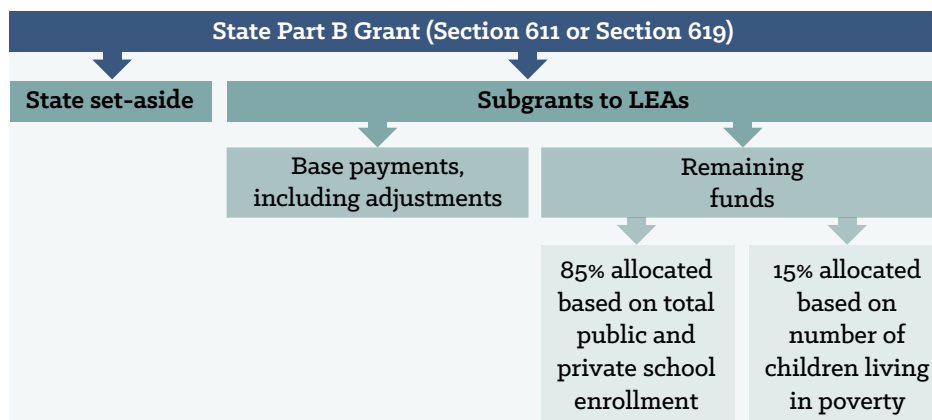 State Part B Grant (Section 611 or Section 619)
State set-aside
Subgrants to LEAs
Base payments,
including adjustments
Remaining
funds
85% allocated
based on total
public and
private school
enrollment
15% allocated
based on
number of
children living
in poverty